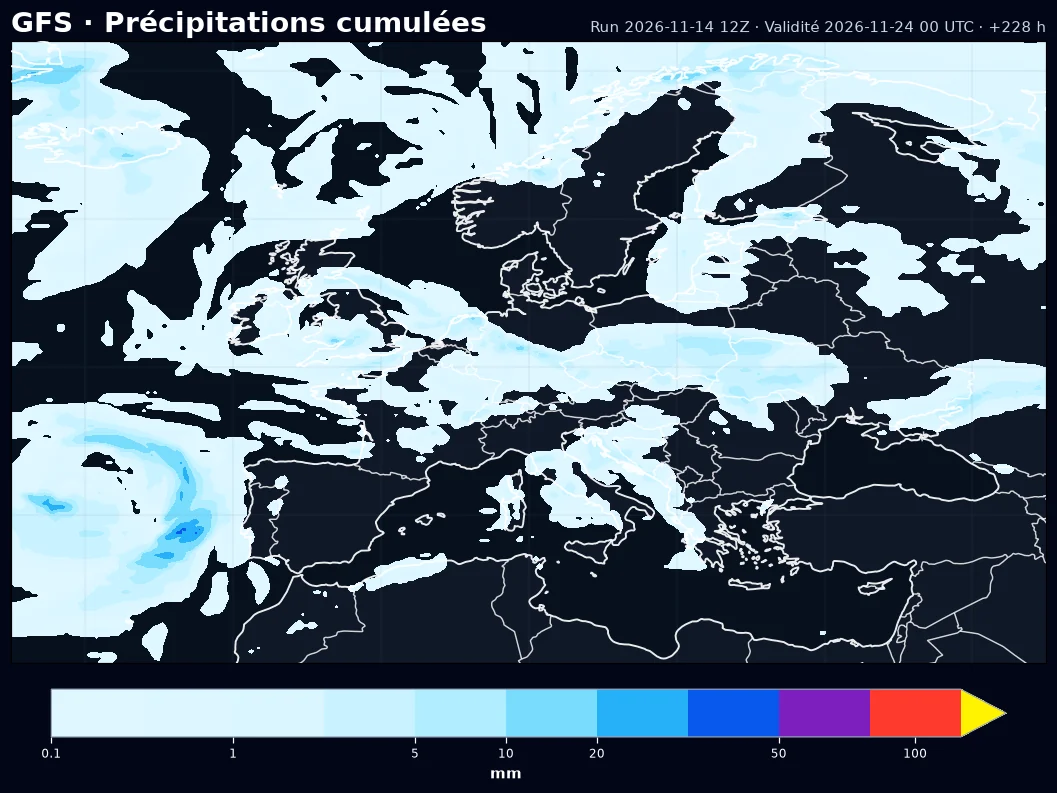 GFS · Précipitations cumulées
Run 2026-11-14 12Z · Validité 2026-11-24 00 UTC · +228 h
0.1 1 5 10 20 50 100
mm